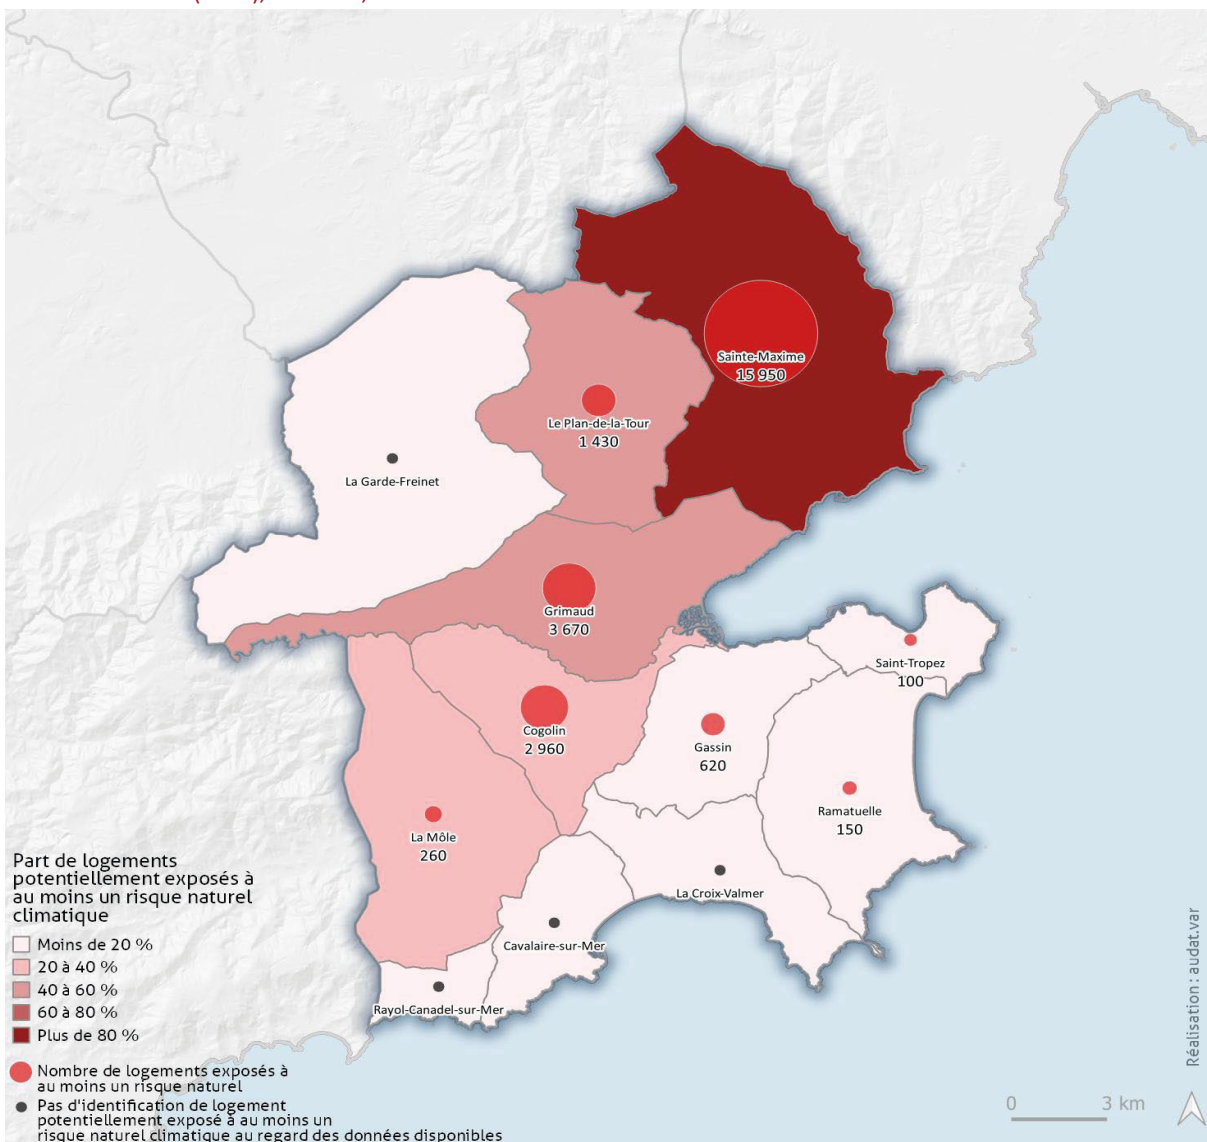 Sainte-Maxime
15 950
Le Plan-de-la-Tour
1 430
La Garde-Freinet
Grimaud
3 670
Saint-Tropez
100
Cogolin
2 960
Gassin
620
Ramatuelle
150
La Môle
260
La Croix-Valmer
Cavalaire-sur-Mer
Rayol-Canadel-sur-Mer
Part de logements
potentiellement exposés à
au moins un risque naturel
climatique
Moins de 20 %
20 à 40 %
40 à 60 %
60 à 80 %
Plus de 80 %
Nombre de logements exposés à
au moins un risque naturel
Pas d'identification de logement
potentiellement exposé à au moins un
risque naturel climatique au regard des données disponibles
0 3 km
Réalisation : audat.var